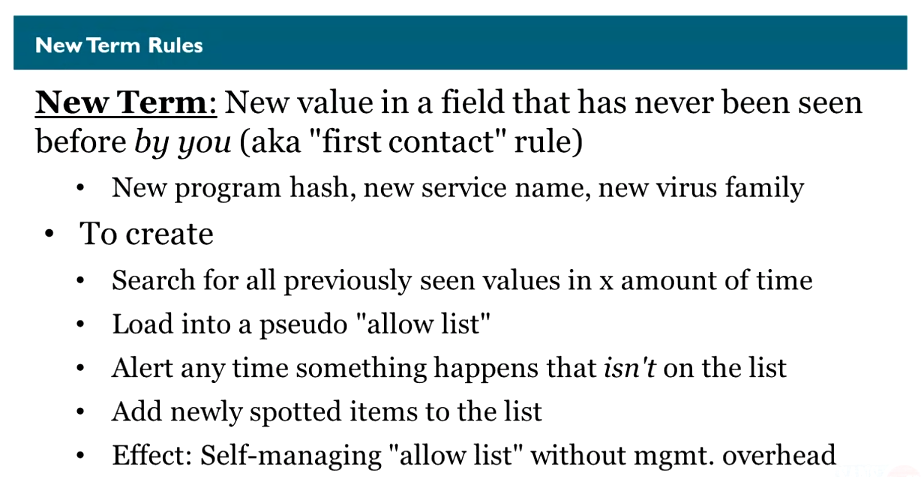 New Term Rules
New Term: New value in a field that has never been seen
before by you (aka "first contact" rule)
• New program hash, new service name, new virus family
• To create
• Search for all previously seen values in x amount of time
• Load into a pseudo "allow list"
• Alert any time something happens that isn't on the list
• Add newly spotted items to the list
• Effect: Self-managing "allow list" without mgmt. overhead